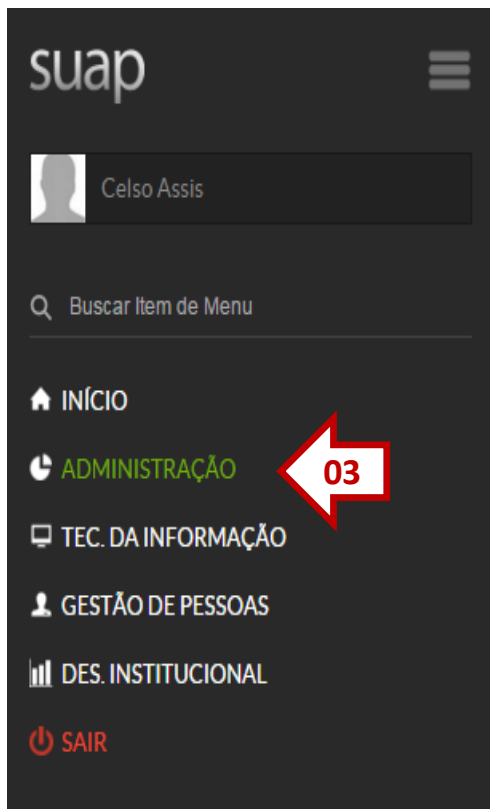 suap
Celso Assis
Buscar Item de Menu
INÍCIO
ADMINISTRAÇÃO
03
TEC. DA INFORMAÇÃO
GESTÃO DE PESSOAS
DES. INSTITUCIONAL
SAIR